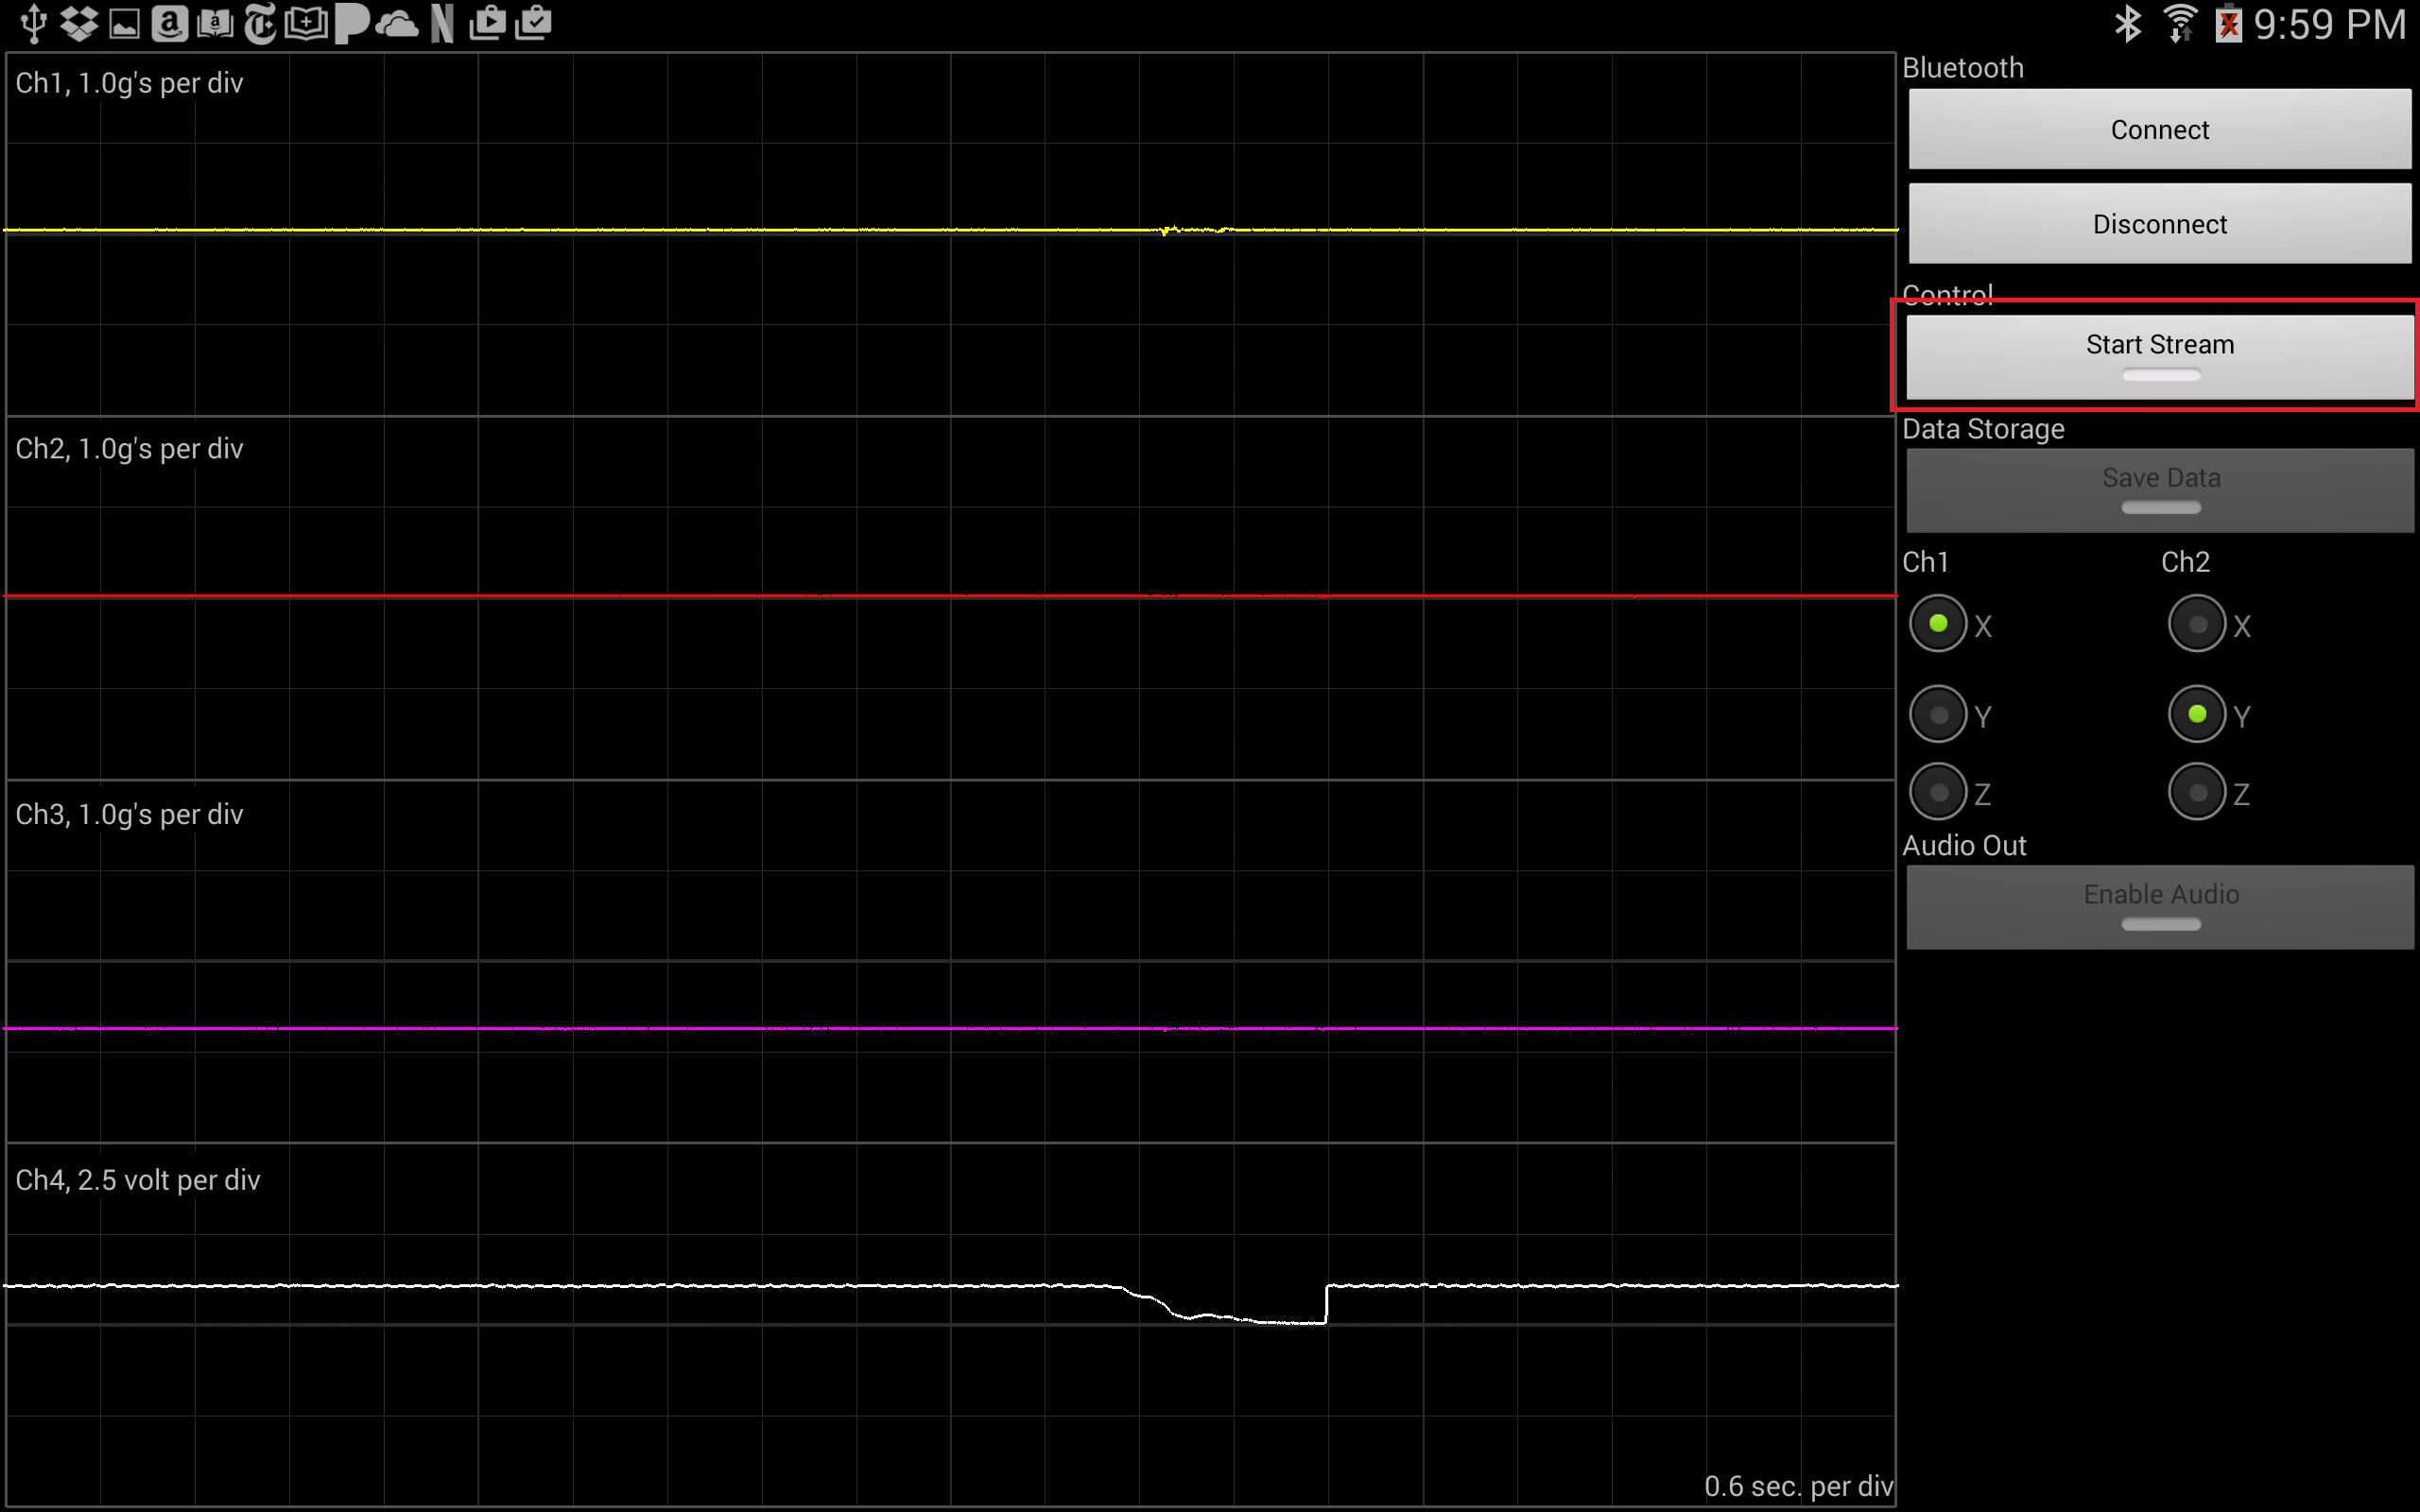 9:59 PM
Ch1, 1.0g's per div
Bluetooth
Connect
Disconnect
Control
Start Stream
Ch2, 1.0g's per div
Data Storage
Save Data
Ch1 Ch2
X X
Y Y
Z Z
Ch3, 1.0g's per div
Audio Out
Enable Audio
Ch4, 2.5 volt per div
0.6 sec. per div